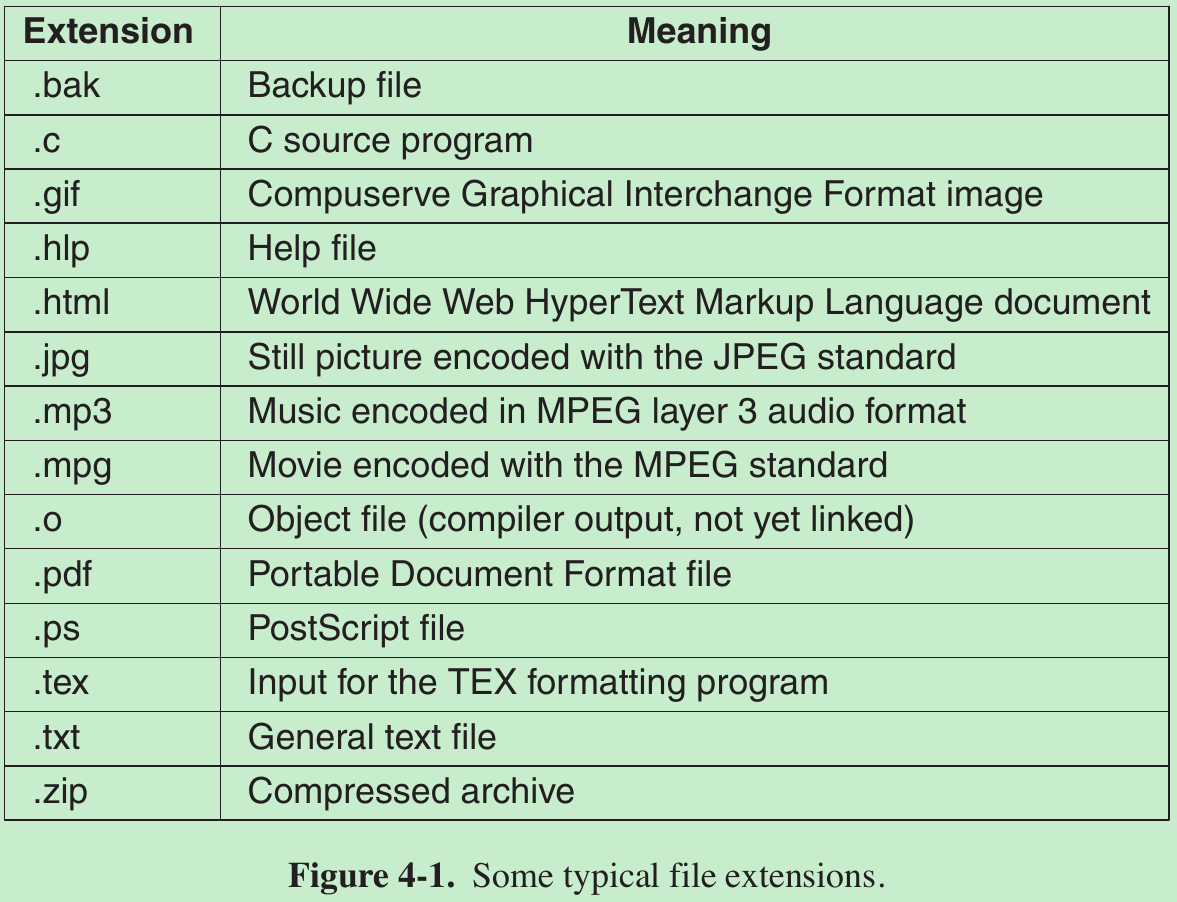 Extension Meaning
.bak Backup file
.c C source program
.gif Compuserve Graphical Interchange Format image
.hlp Help file
.html World Wide Web HyperText Markup Language document
.jpg Still picture encoded with the JPEG standard
.mp3 Music encoded in MPEG layer 3 audio format
.mpg Movie encoded with the MPEG standard
.o Object file (compiler output, not yet linked)
.pdf Portable Document Format file
.ps PostScript file
.tex Input for the TEX formatting program
.txt General text file
.zip Compressed archive
Figure 4-1. Some typical file extensions.